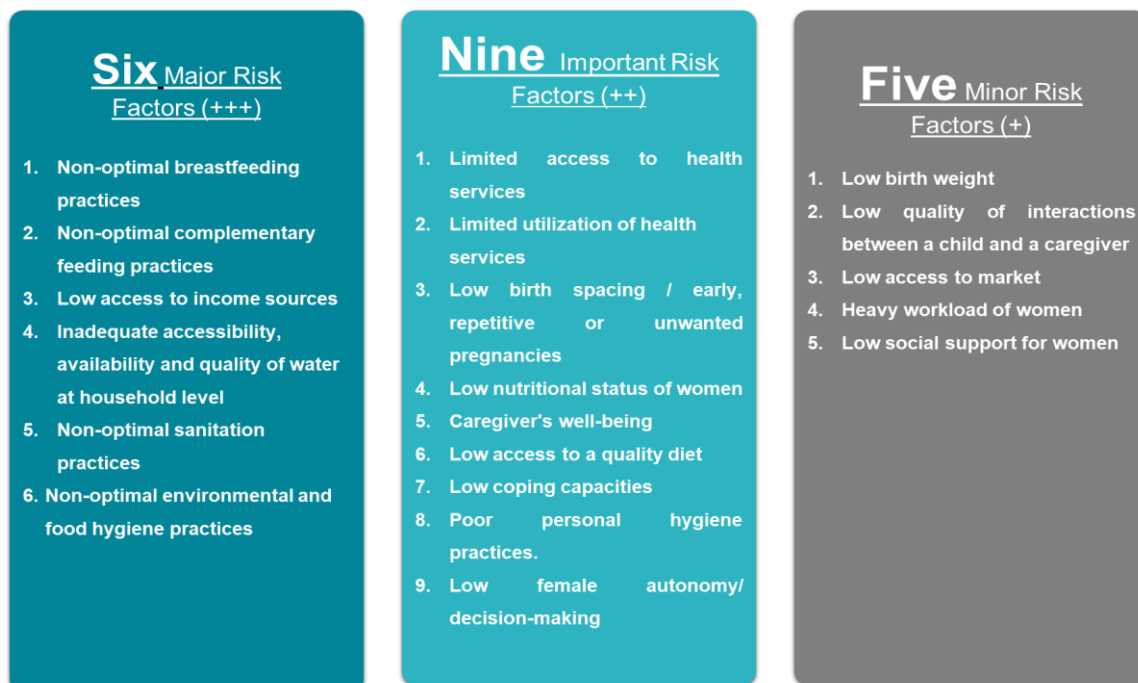 Six Major Risk
Factors (+++)
1. Non-optimal breastfeeding
practices
2. Non-optimal complementary
feeding practices
3. Low access to income sources
4. Inadequate accessibility,
availability and quality of water
at household level
5. Non-optimal sanitation
practices
6. Non-optimal environmental and
food hygiene practices
Nine Important Risk
Factors (++)
1. Limited access to health
services
2. Limited utilization of health
services
3. Low birth spacing / early,
repetitive or unwanted
pregnancies
4. Low nutritional status of women
5. Caregiver's well-being
6. Low access to a quality diet
7. Low coping capacities
8. Poor personal hygiene
practices.
9. Low female autonomy/
decision-making
Five Minor Risk
Factors (+)
1. Low birth weight
2. Low quality of interactions
between a child and a caregiver
3. Low access to market
4. Heavy workload of women
5. Low social support for women